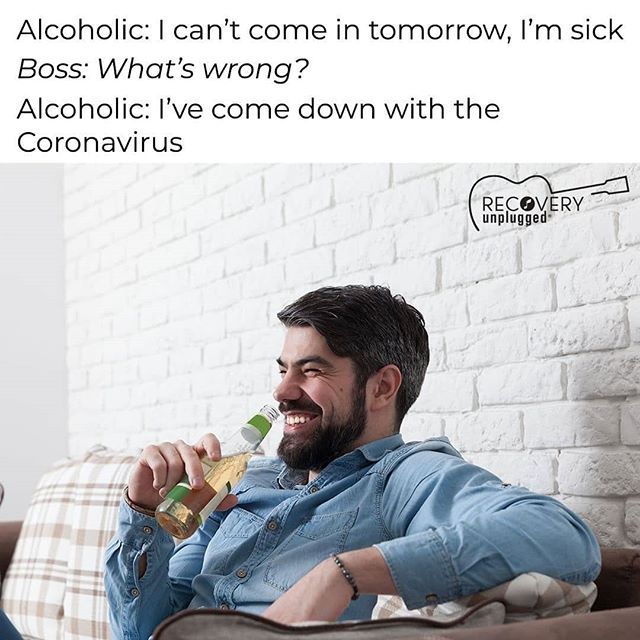 Alcoholic: I can’t come in tomorrow, I’m sick
Boss: What’s wrong?
Alcoholic: I’ve come down with the
Coronavirus
RECOVERY
unplugged®